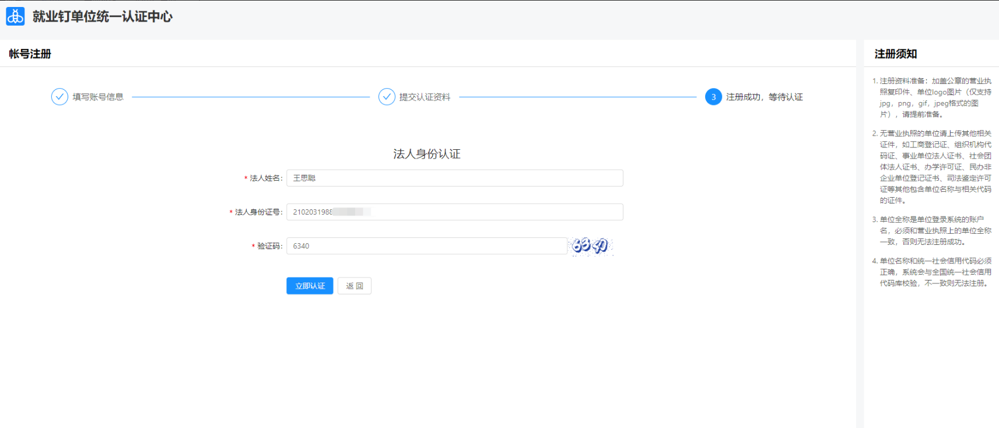 就业钉单位统一认证中心
帐号注册
填写账号信息
提交认证资料
3 注册成功，等待认证
法人身份认证
* 法人姓名: 王思聪
* 法人身份证号: 2102031988
* 验证码: 6340
6340
立即认证 返 回
注册须知
1. 注册资料准备：加盖公章的营业执
照复印件、单位logo图片（仅支持
jpg，png，gif，jpeg格式的图
片），请提前准备。
2. 无营业执照的单位请上传其他相关
证件，如工商登记证、组织机构代
码证、事业单位法人证书、社会团
体法人证书、办学许可证、民办非
企业单位登记证书、司法鉴定许可
证等其他包含单位名称与相关代码
的证件。
3. 单位全称是单位登录系统的账户
名，必须和营业执照上的单位全称
一致，否则无法注册成功。
4. 单位名称和统一社会信用代码必须
正确，系统会与全国统一社会信用
代码库校验，不一致则无法注册。